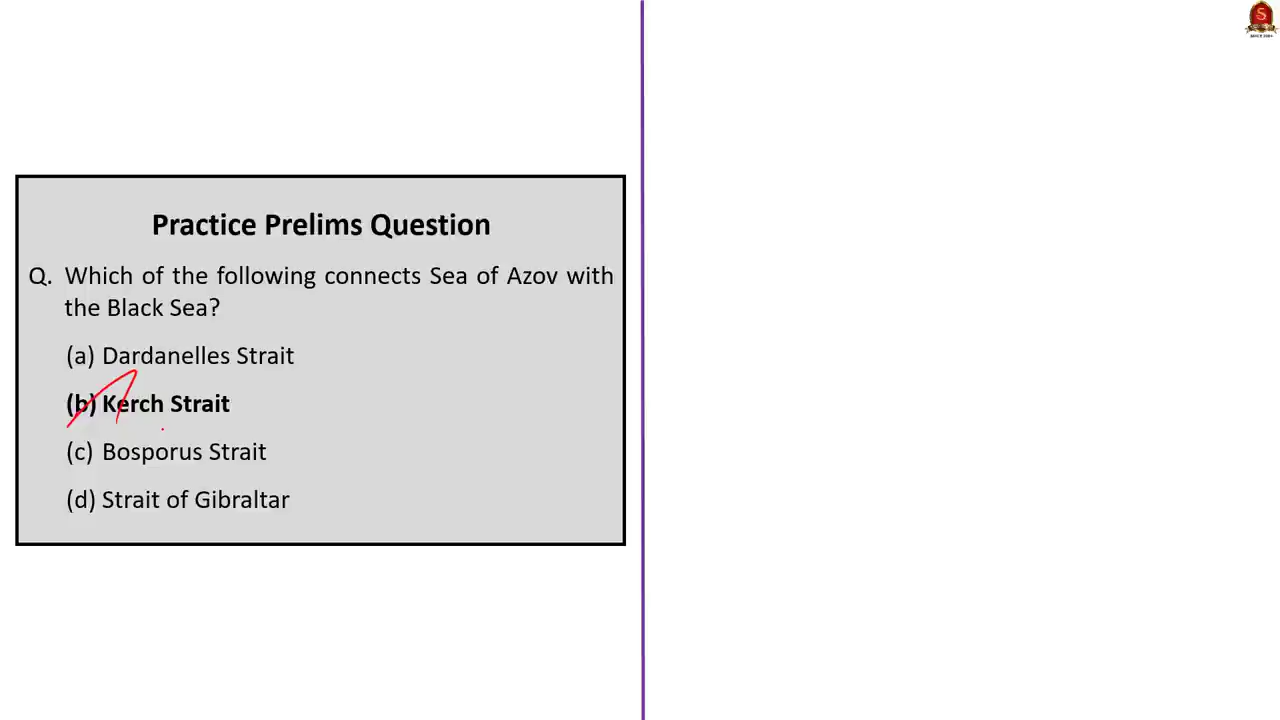 Practice Prelims Question
Q. Which of the following connects Sea of Azov with
the Black Sea?
(a) Dardanelles Strait
(b) Kerch Strait
(c) Bosporus Strait
(d) Strait of Gibraltar
S